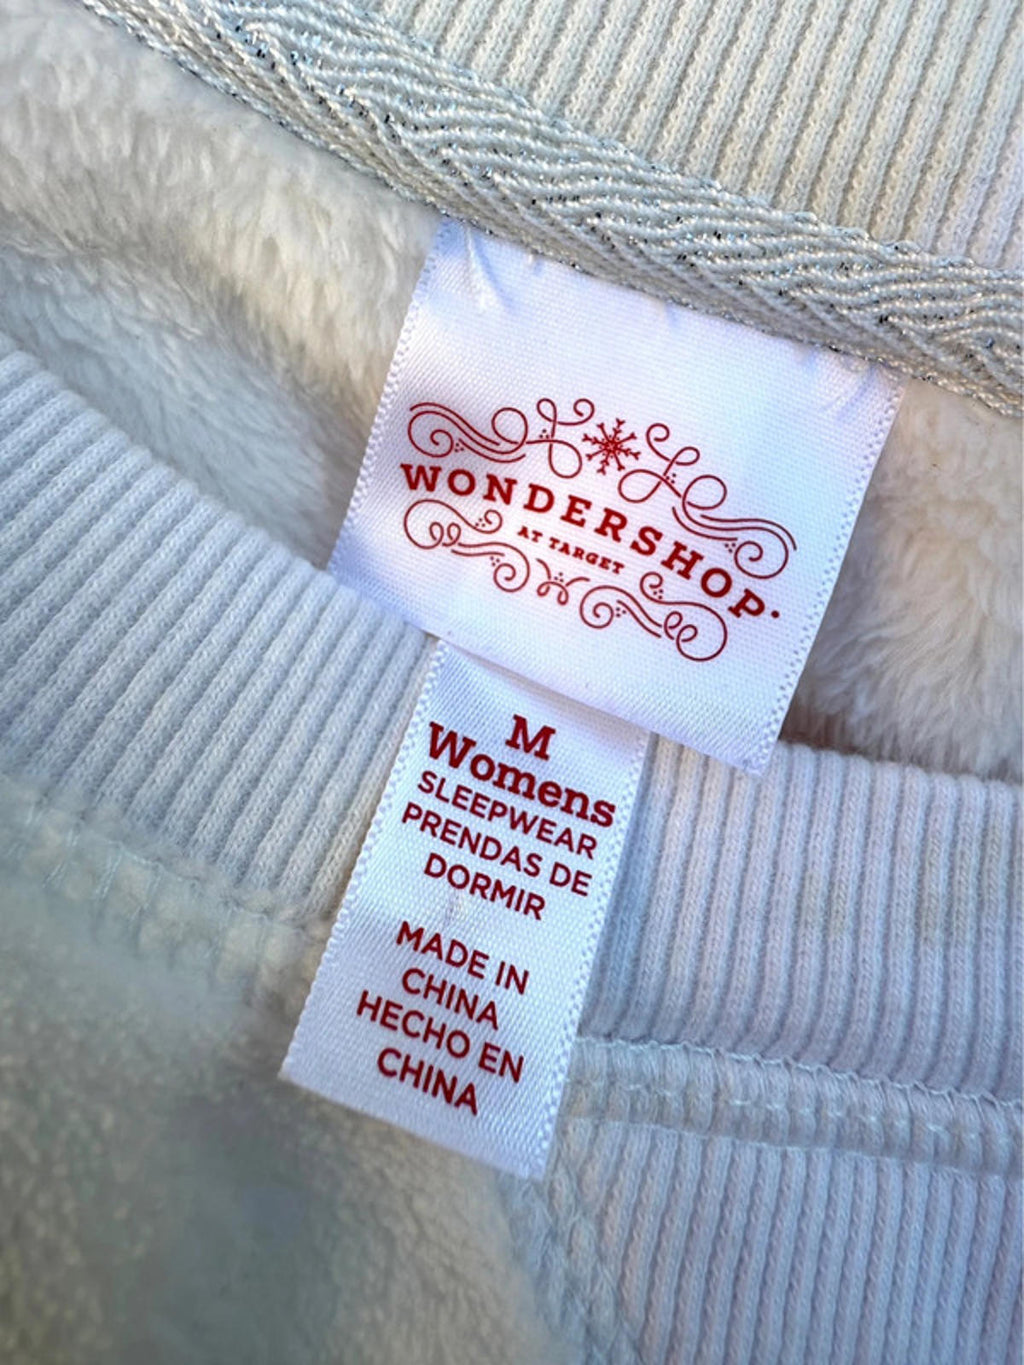 WONDERSHOP
AT TARGET
M
Womens
SLEEPWEAR
PRENDAS DE
DORMIR
MADE IN
CHINA
HECHO EN
CHINA